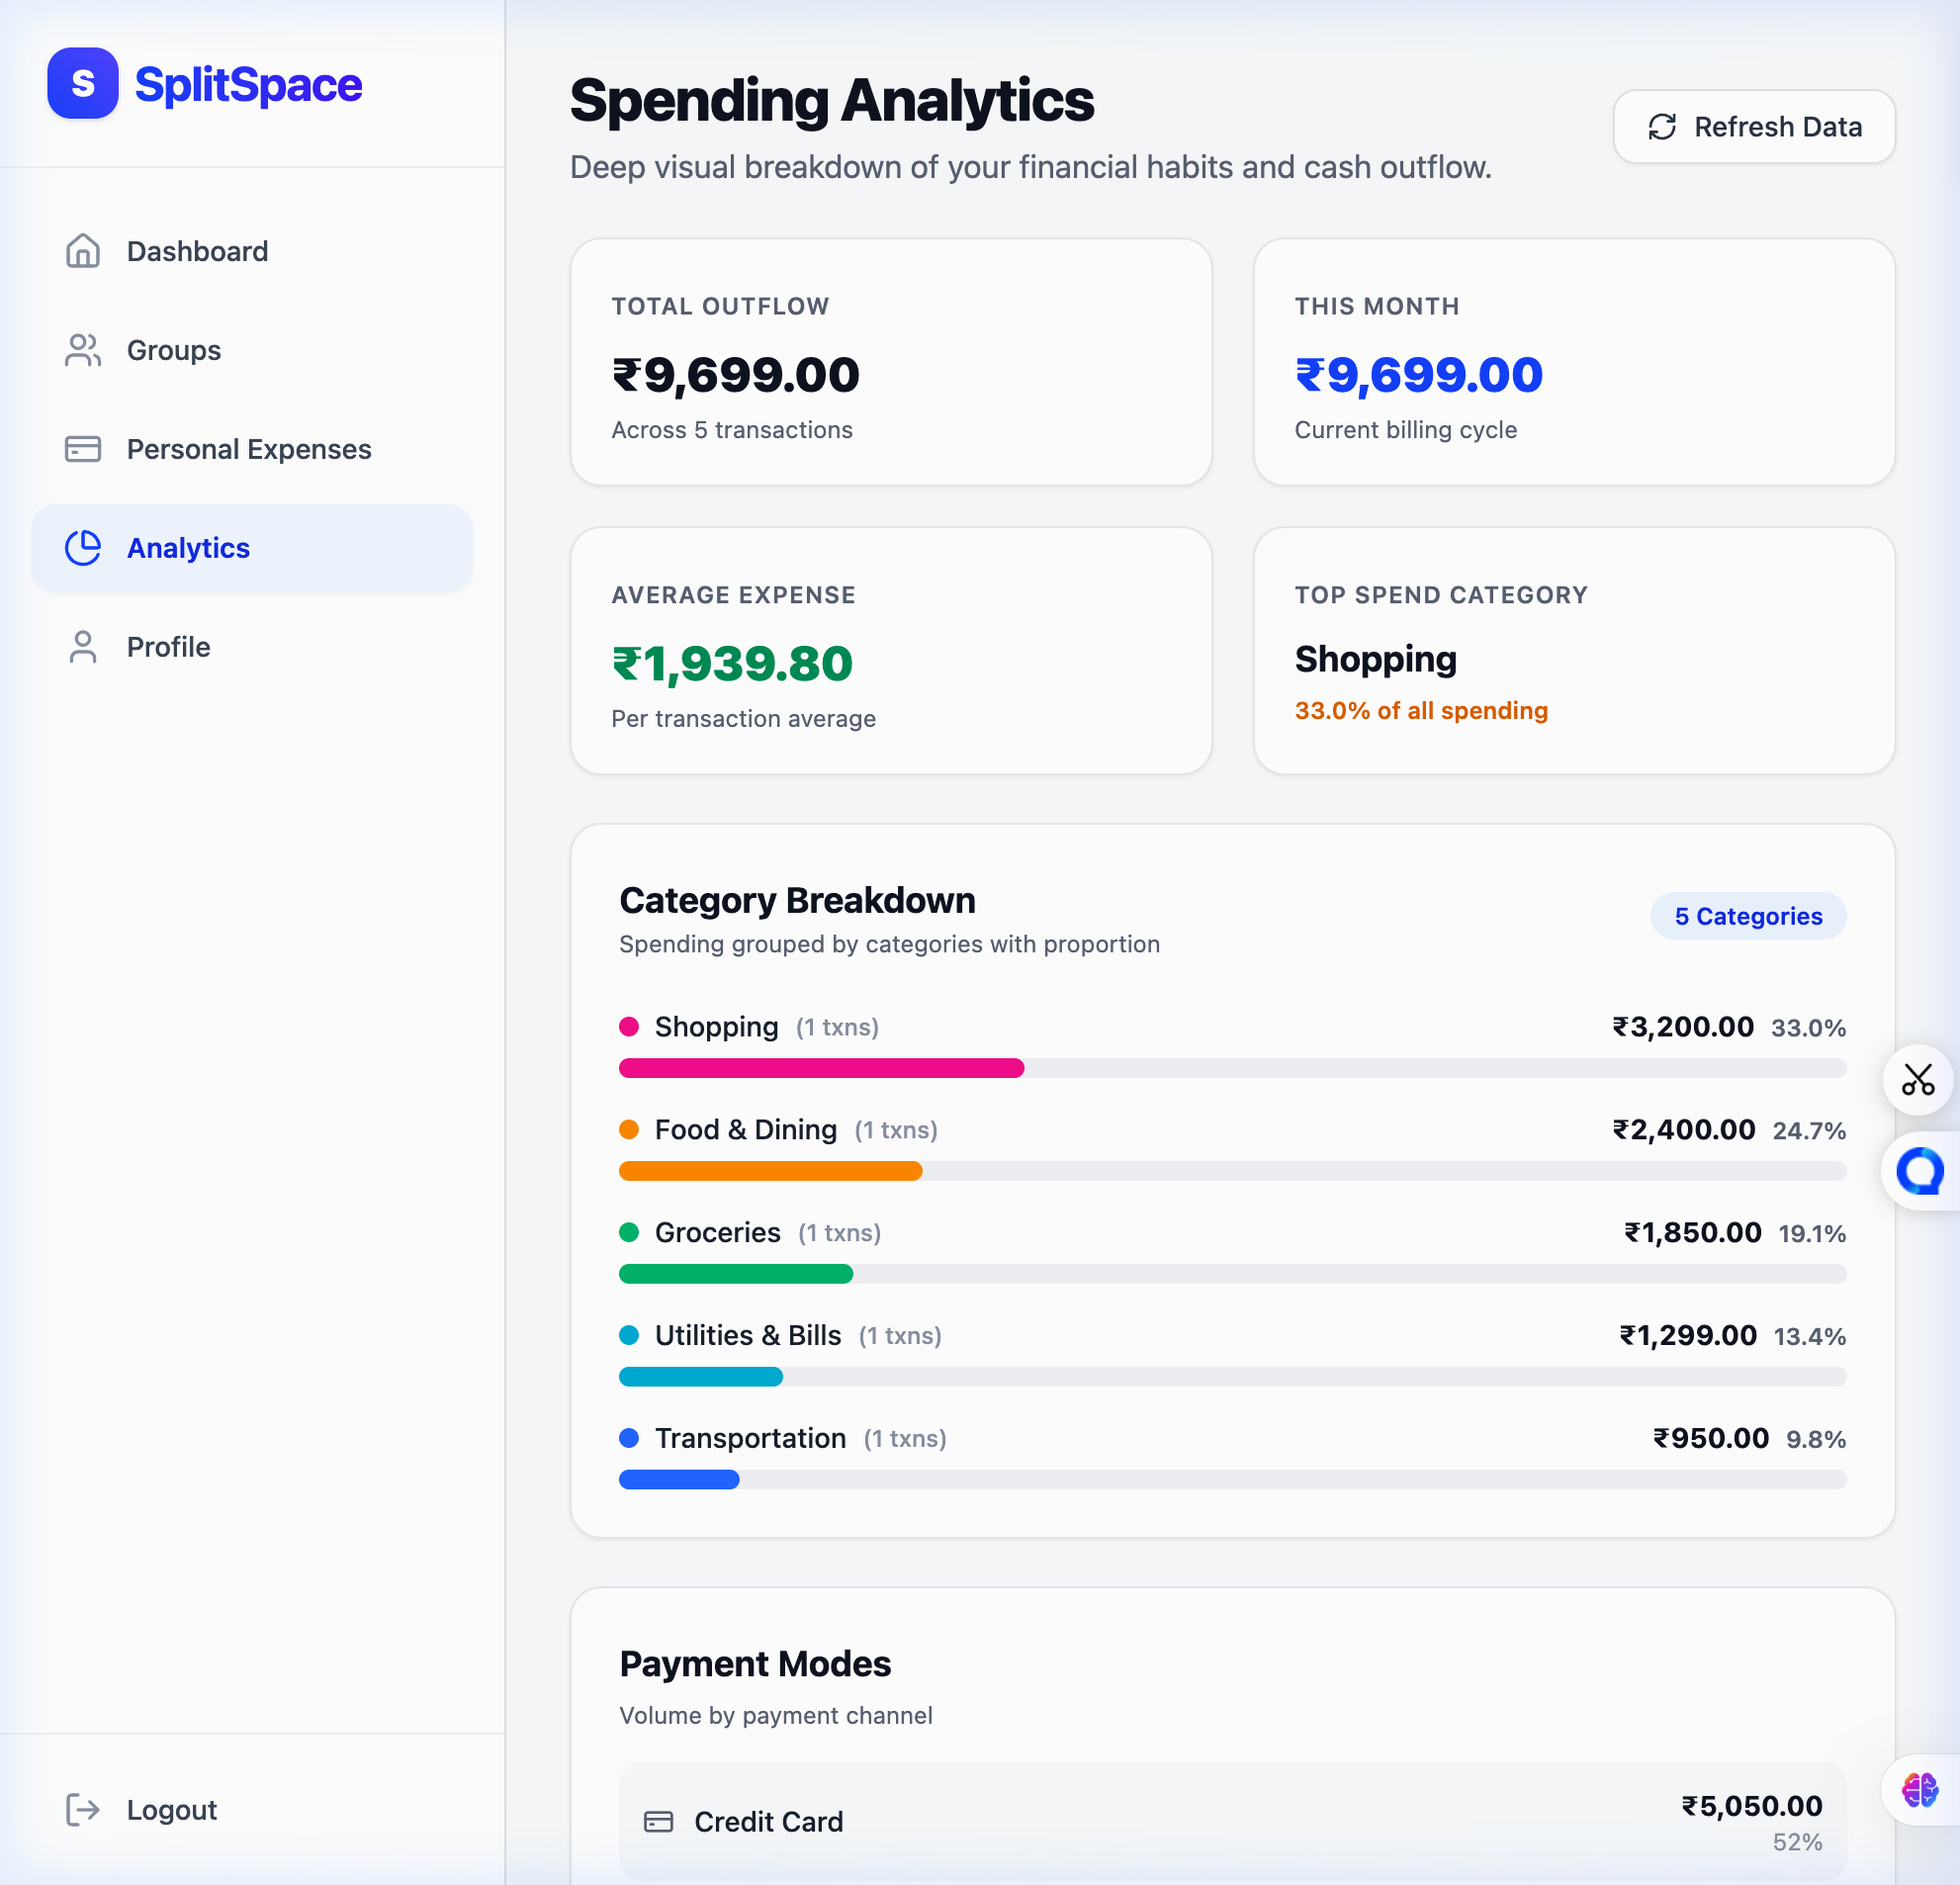 S SplitSpace
Dashboard
Groups
Personal Expenses
Analytics
Profile
Logout
Spending Analytics
Deep visual breakdown of your financial habits and cash outflow.
Refresh Data
TOTAL OUTFLOW
₹9,699.00
Across 5 transactions
THIS MONTH
₹9,699.00
Current billing cycle
AVERAGE EXPENSE
₹1,939.80
Per transaction average
TOP SPEND CATEGORY
Shopping
33.0% of all spending
Category Breakdown
Spending grouped by categories with proportion
5 Categories
Shopping (1 txns) ₹3,200.00 33.0%
Food & Dining (1 txns) ₹2,400.00 24.7%
Groceries (1 txns) ₹1,850.00 19.1%
Utilities & Bills (1 txns) ₹1,299.00 13.4%
Transportation (1 txns) ₹950.00 9.8%
Payment Modes
Volume by payment channel
Credit Card ₹5,050.00
52%